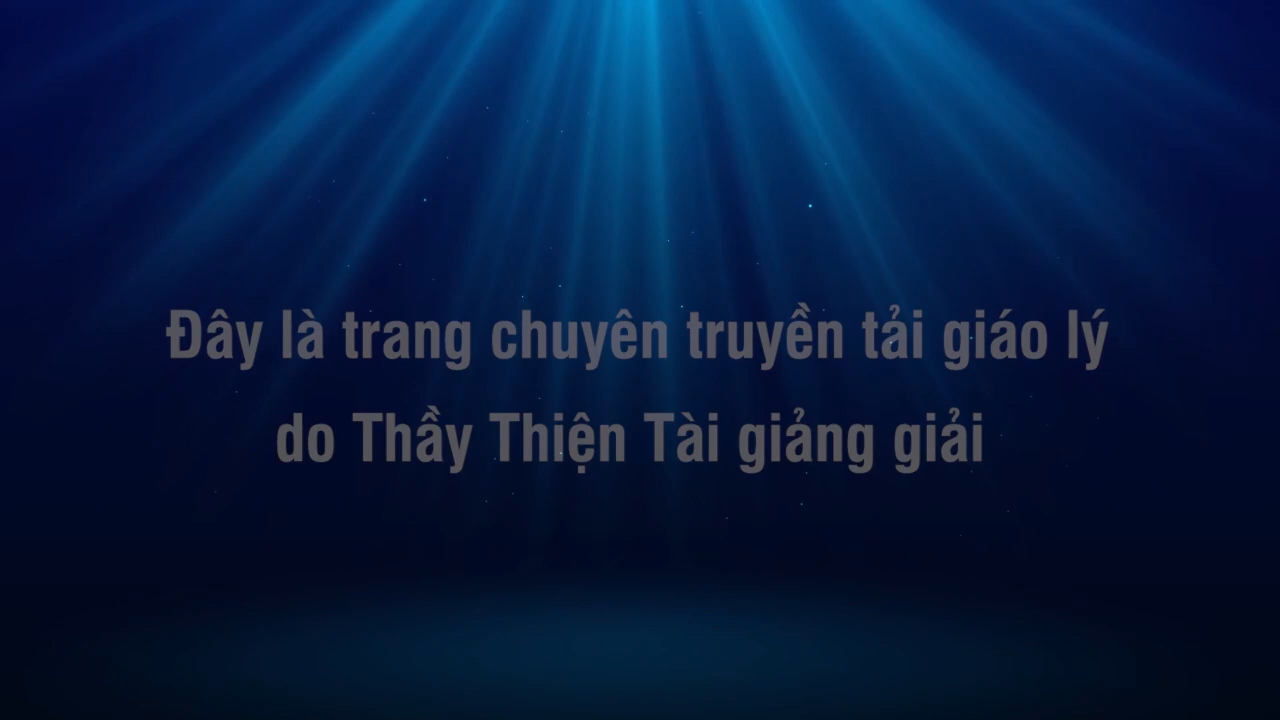 Đây là trang chuyên truyền tải giáo lý
do Thầy Thiện Tài giảng giải